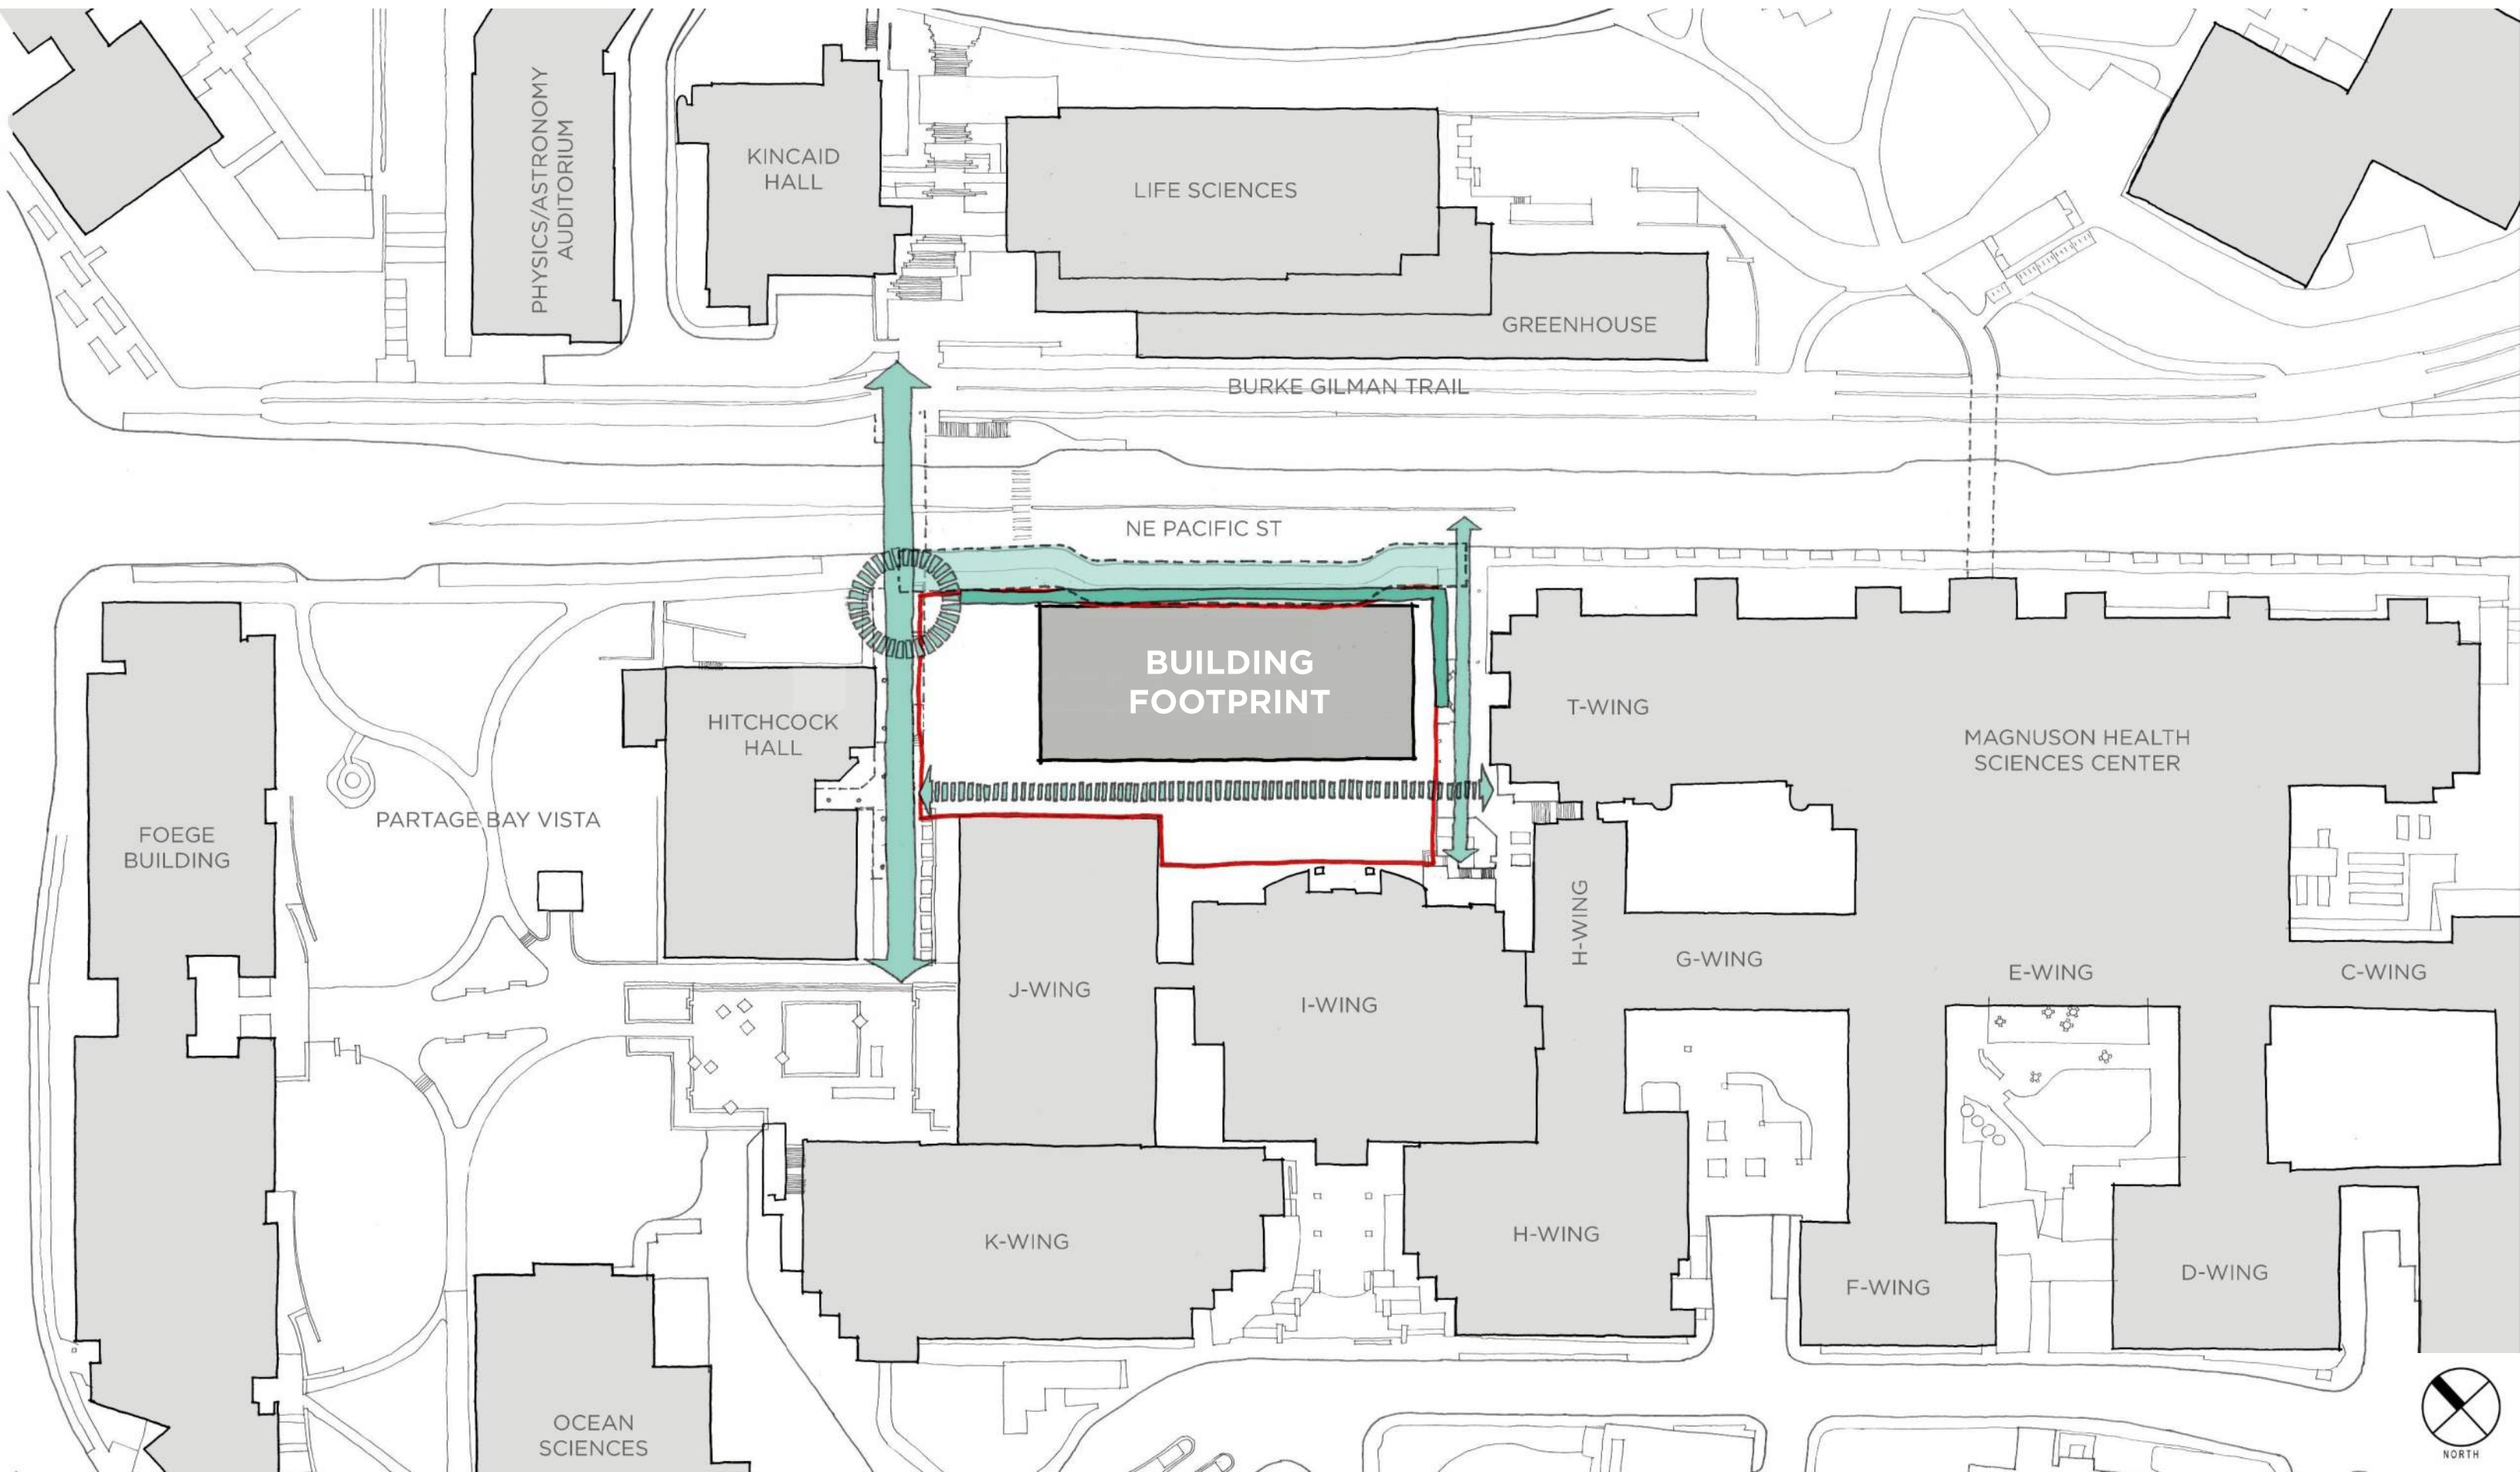 PHYSICS/ASTRONOMY
AUDITORIUM
KINCAID
HALL
LIFE SCIENCES
GREENHOUSE
BURKE GILMAN TRAIL
NE PACIFIC ST
BUILDING
FOOTPRINT
HITCHCOCK
HALL
T-WING
MAGNUSON HEALTH
SCIENCES CENTER
PARTAGE BAY VISTA
FOEGE
BUILDING
H-WING
G-WING
E-WING
C-WING
J-WING
I-WING
K-WING
H-WING
F-WING
D-WING
OCEAN
SCIENCES
NORTH